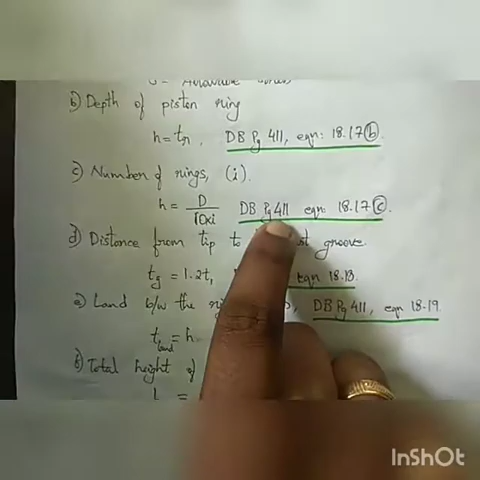 b) Depth of piston ring
h = tr, DB Pg 411, eqn: 18.17(b)
c) Number of rings, (i).
h = D / 10xi DB Pg 411 eqn: 18.17(c)
d) Distance from tip to groove
tg = 1.2t, eqn 18.18
e) Land b/w the DB Pg 411, eqn 18.19
tland = h
f) Total height of
L =
InShOt